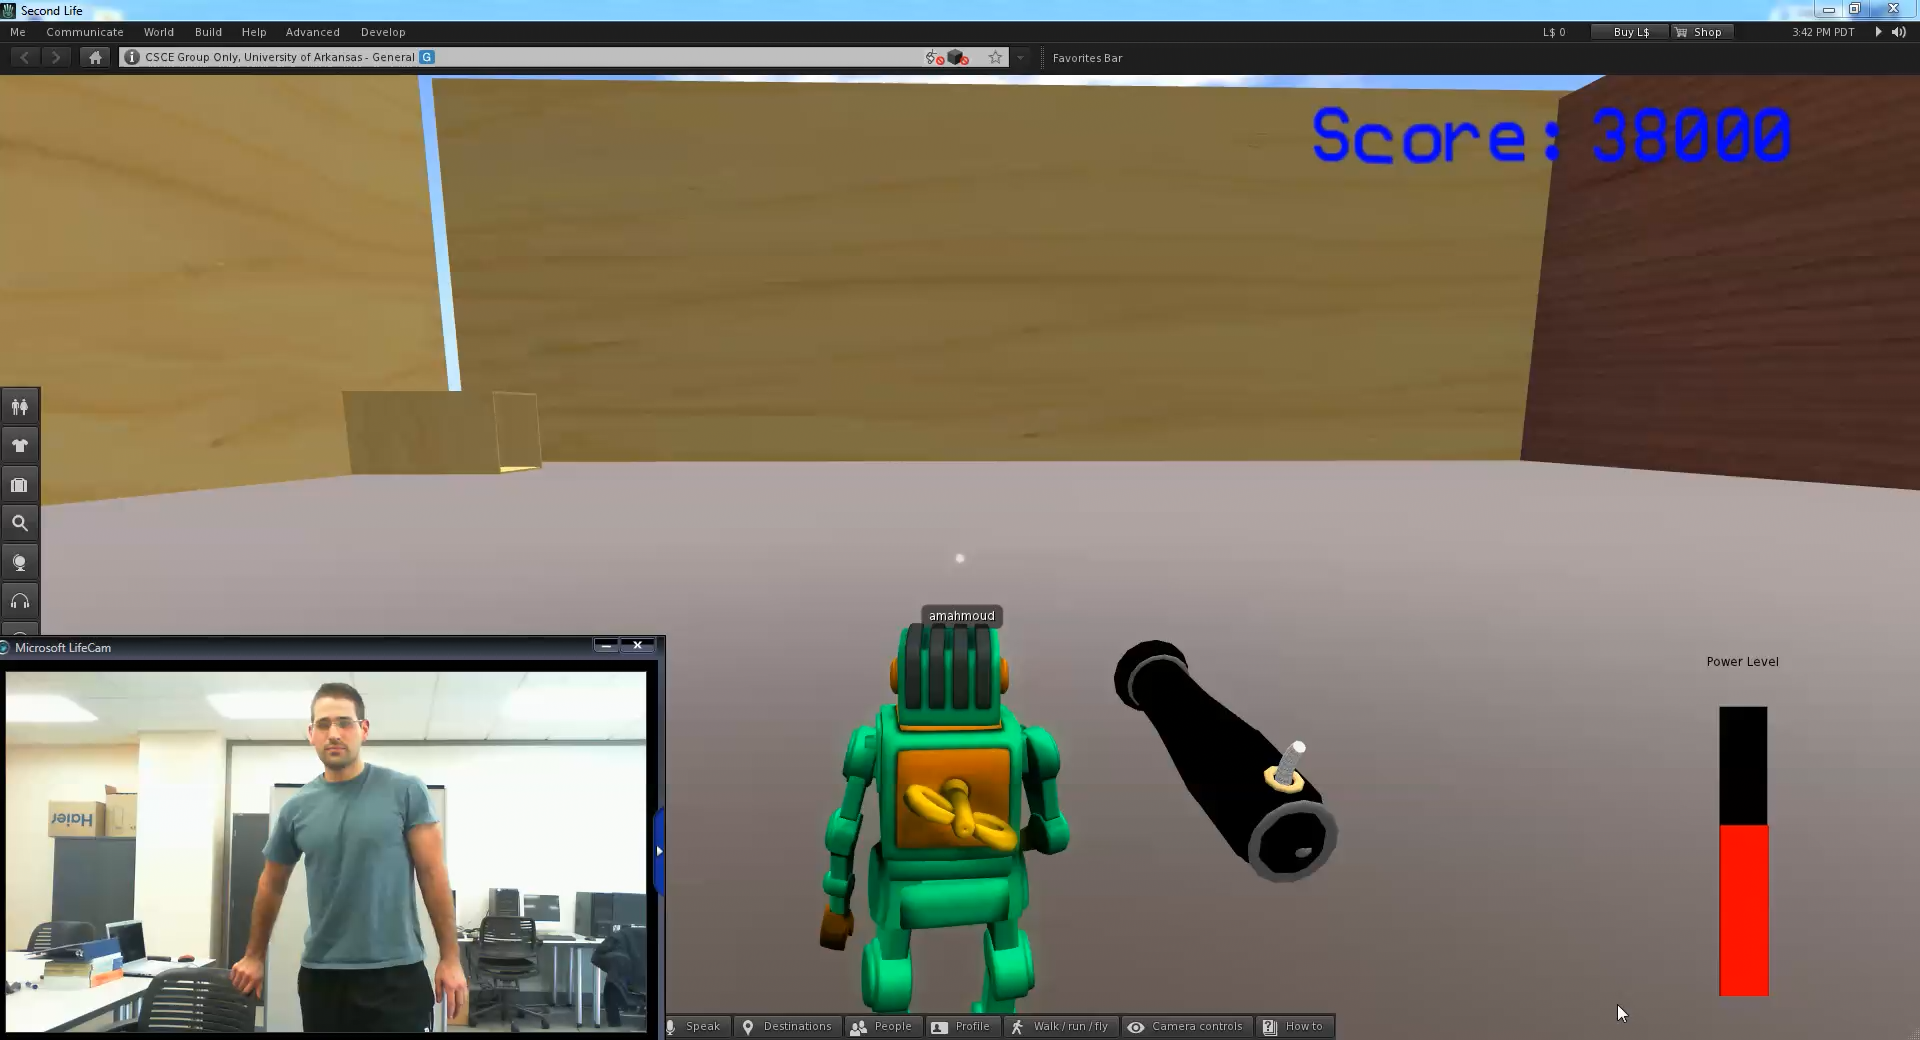 Second Life
Me Communicate World Build Help Advanced Develop
L$ 0 Buy L$ Shop 3:42 PM PDT
CSCE Group Only, University of Arkansas - General G
Favorites Bar
Score: 38000
amahmoud
Microsoft LifeCam
Power Level
Haier
Speak Destinations People Profile Walk / run / fly Camera controls How to